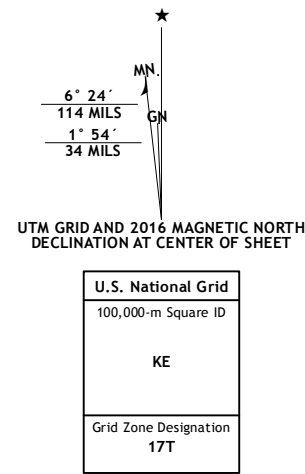 MN.
6° 24´
114 MILS
GN
1° 54´
34 MILS
UTM GRID AND 2016 MAGNETIC NORTH
DECLINATION AT CENTER OF SHEET
U.S. National Grid
100,000-m Square ID
KE
Grid Zone Designation
17T